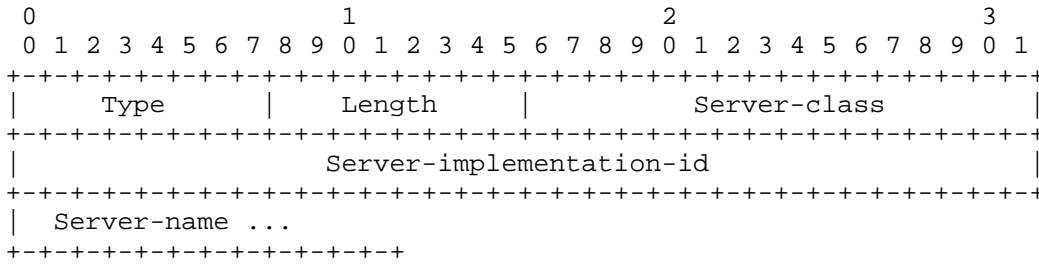 0                   1                   2                   3
 0 1 2 3 4 5 6 7 8 9 0 1 2 3 4 5 6 7 8 9 0 1 2 3 4 5 6 7 8 9 0 1
+-+-+-+-+-+-+-+-+-+-+-+-+-+-+-+-+-+-+-+-+-+-+-+-+-+-+-+-+-+-+-+-+
|     Type      |    Length     |          Server-class         |
+-+-+-+-+-+-+-+-+-+-+-+-+-+-+-+-+-+-+-+-+-+-+-+-+-+-+-+-+-+-+-+-+
|                   Server-implementation-id                    |
+-+-+-+-+-+-+-+-+-+-+-+-+-+-+-+-+-+-+-+-+-+-+-+-+-+-+-+-+-+-+-+-+
|  Server-name ...
+-+-+-+-+-+-+-+-+-+-+-+-+